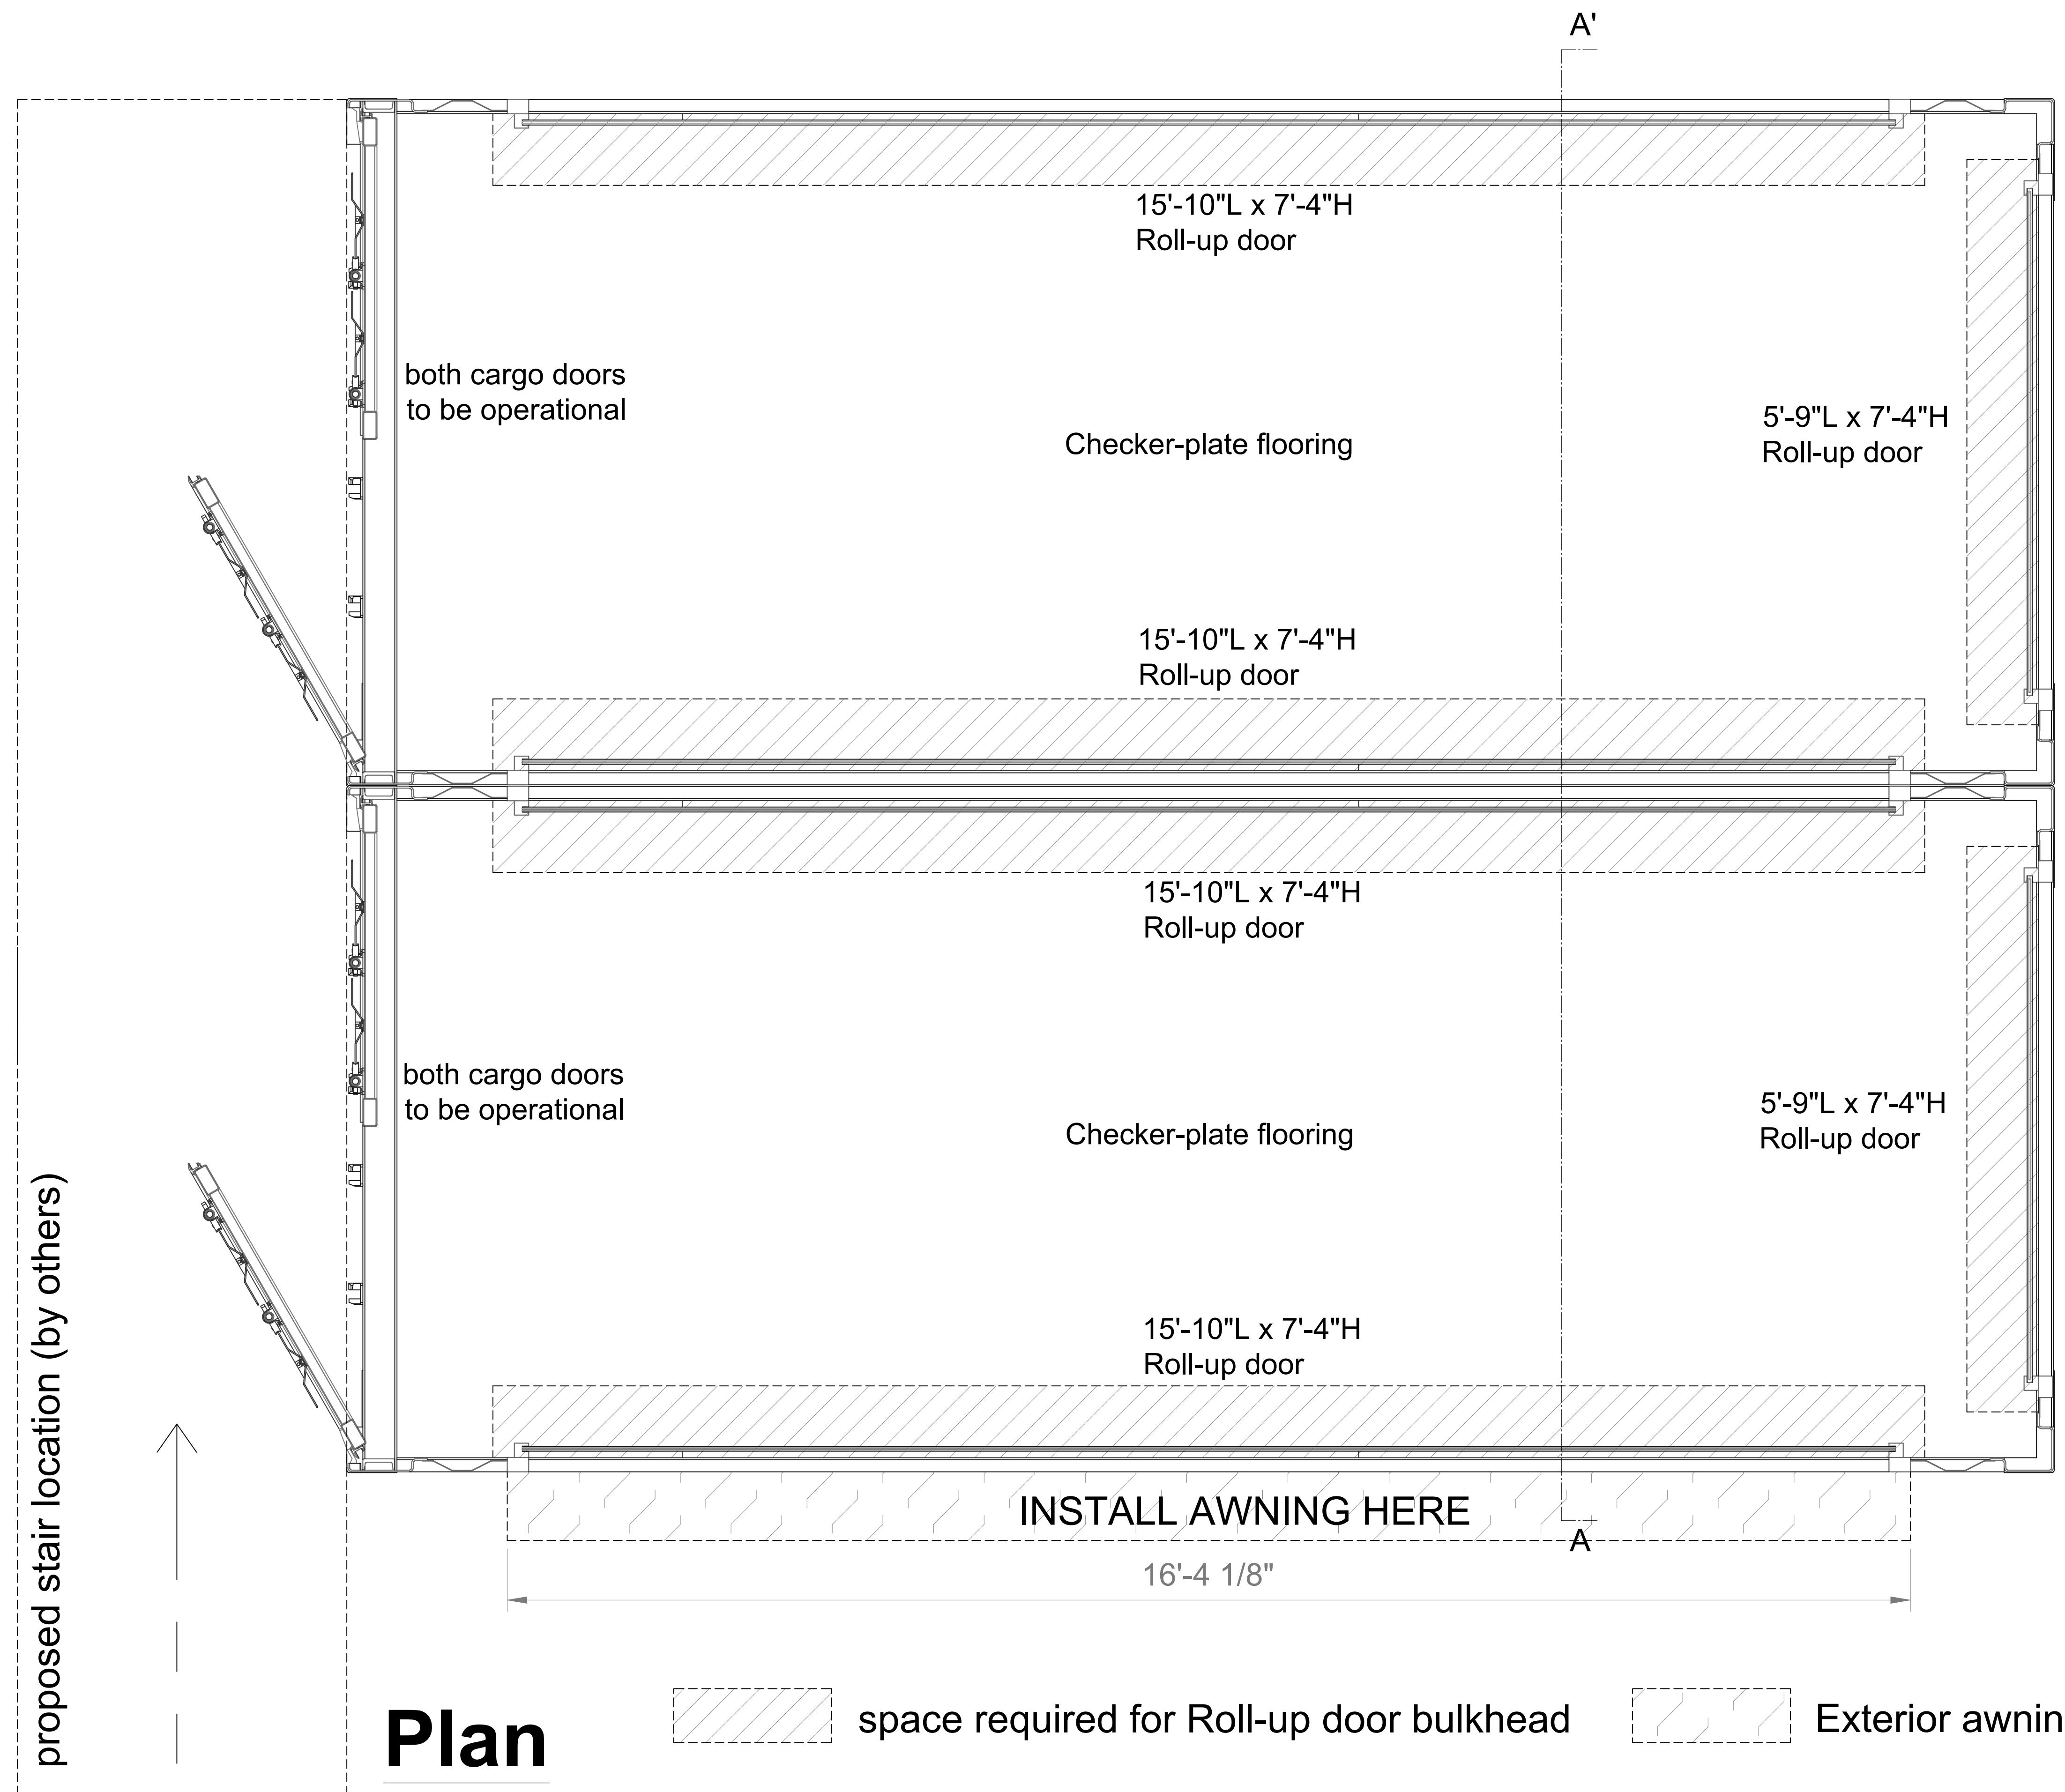 A'
15'-10"L x 7'-4"H
Roll-up door
both cargo doors
to be operational
Checker-plate flooring
5'-9"L x 7'-4"H
Roll-up door
15'-10"L x 7'-4"H
Roll-up door
15'-10"L x 7'-4"H
Roll-up door
both cargo doors
to be operational
Checker-plate flooring
5'-9"L x 7'-4"H
Roll-up door
15'-10"L x 7'-4"H
Roll-up door
INSTALL AWNING HERE
A
16'-4 1/8"
proposed stair location (by others)
Plan
space required for Roll-up door bulkhead
Exterior awnin